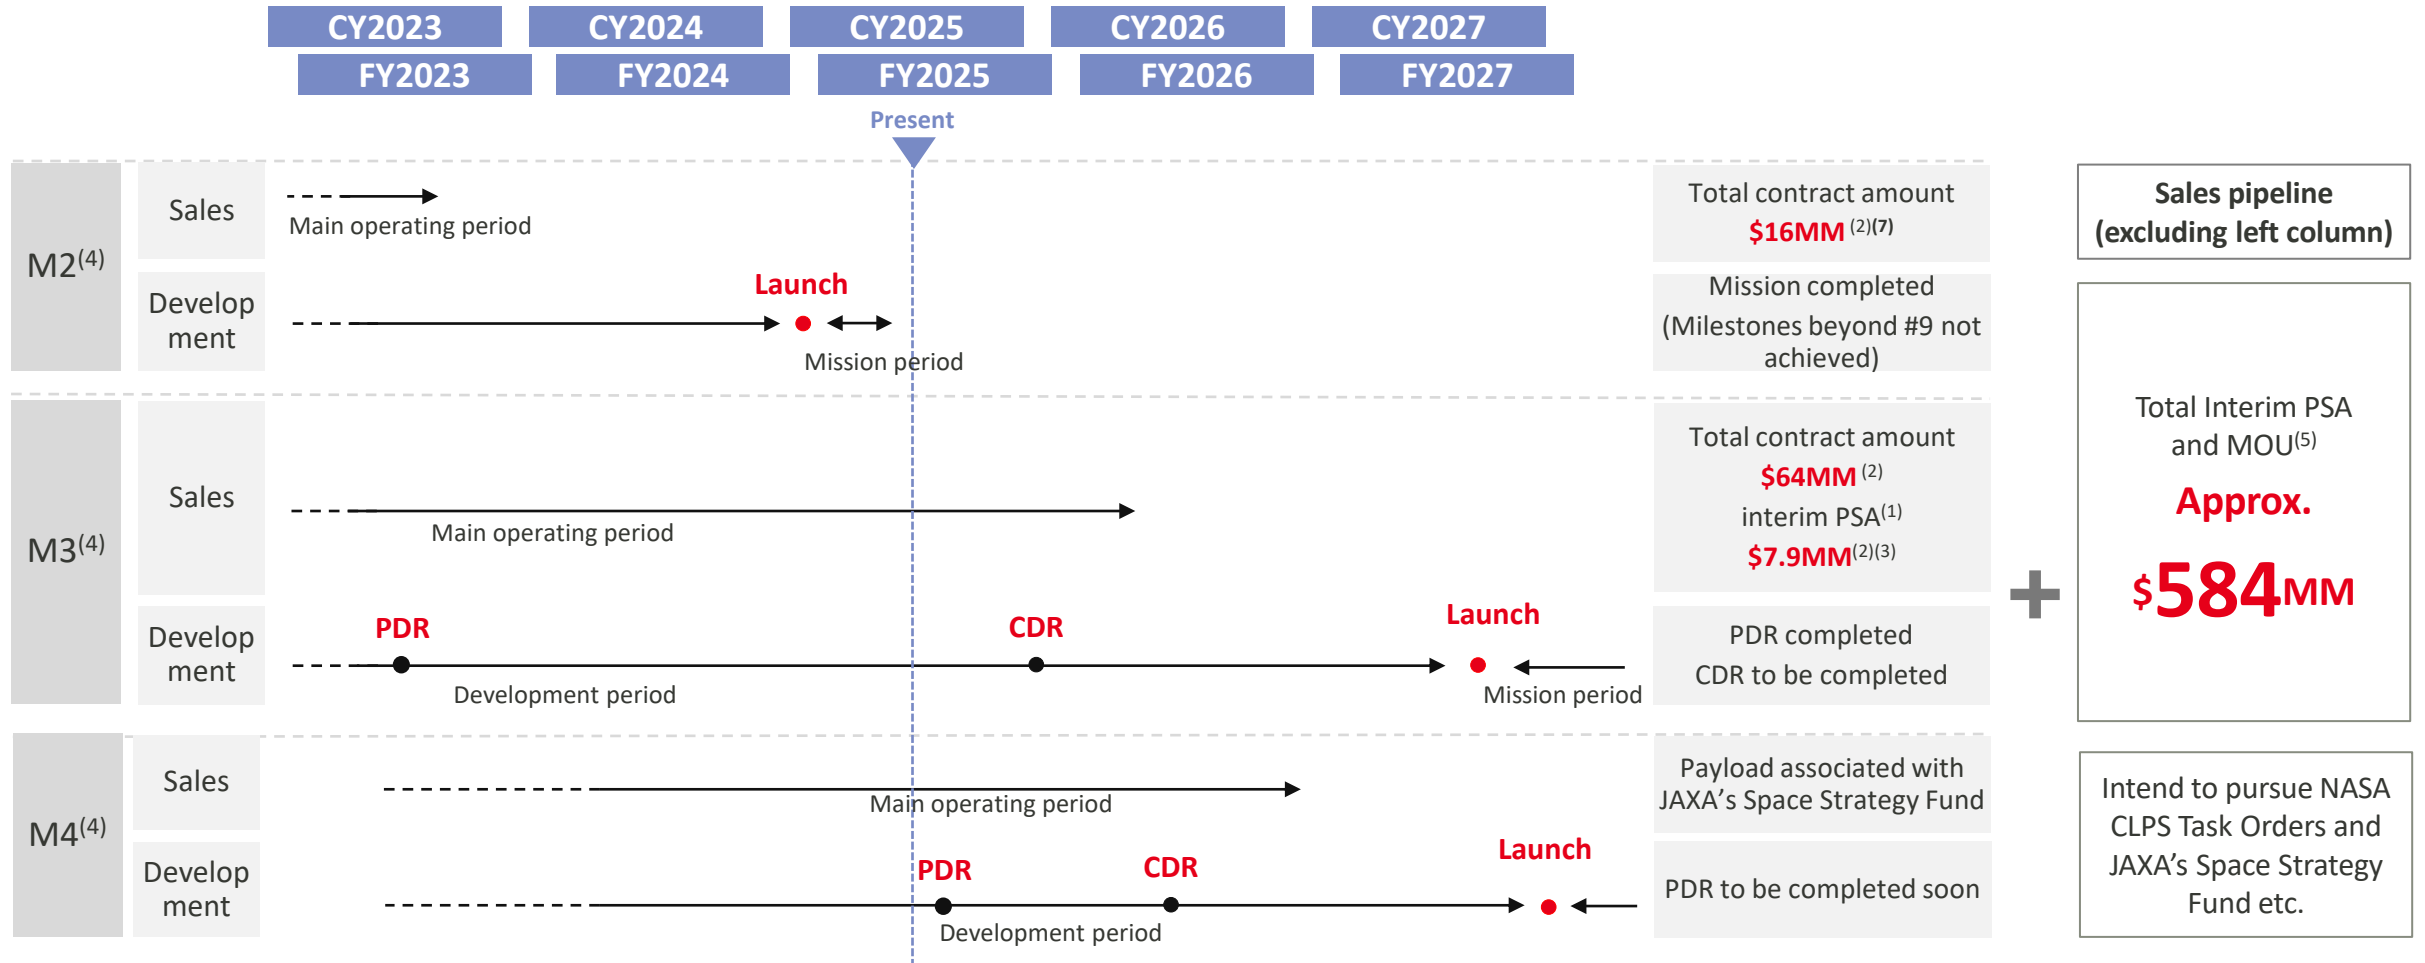 CY2023 CY2024 CY2025 CY2026 CY2027
FY2023 FY2024 FY2025 FY2026 FY2027
Present
M2(4)
Sales
Main operating period
Total contract amount
$16MM (2)(7)
Develop
ment
Launch
Mission period
Mission completed
(Milestones beyond #9 not
achieved)
M3(4)
Sales
Main operating period
Total contract amount
$64MM (2)
interim PSA(1)
$7.9MM(2)(3)
Develop
ment
PDR
CDR
Launch
Development period
Mission period
PDR completed
CDR to be completed
M4(4)
Sales
Main operating period
Payload associated with
JAXA's Space Strategy Fund
Develop
ment
PDR
CDR
Launch
Development period
PDR to be completed soon
+
Sales pipeline
(excluding left column)
Total Interim PSA
and MOU(5)
Approx.
$584MM
Intend to pursue NASA
CLPS Task Orders and
JAXA's Space Strategy
Fund etc.